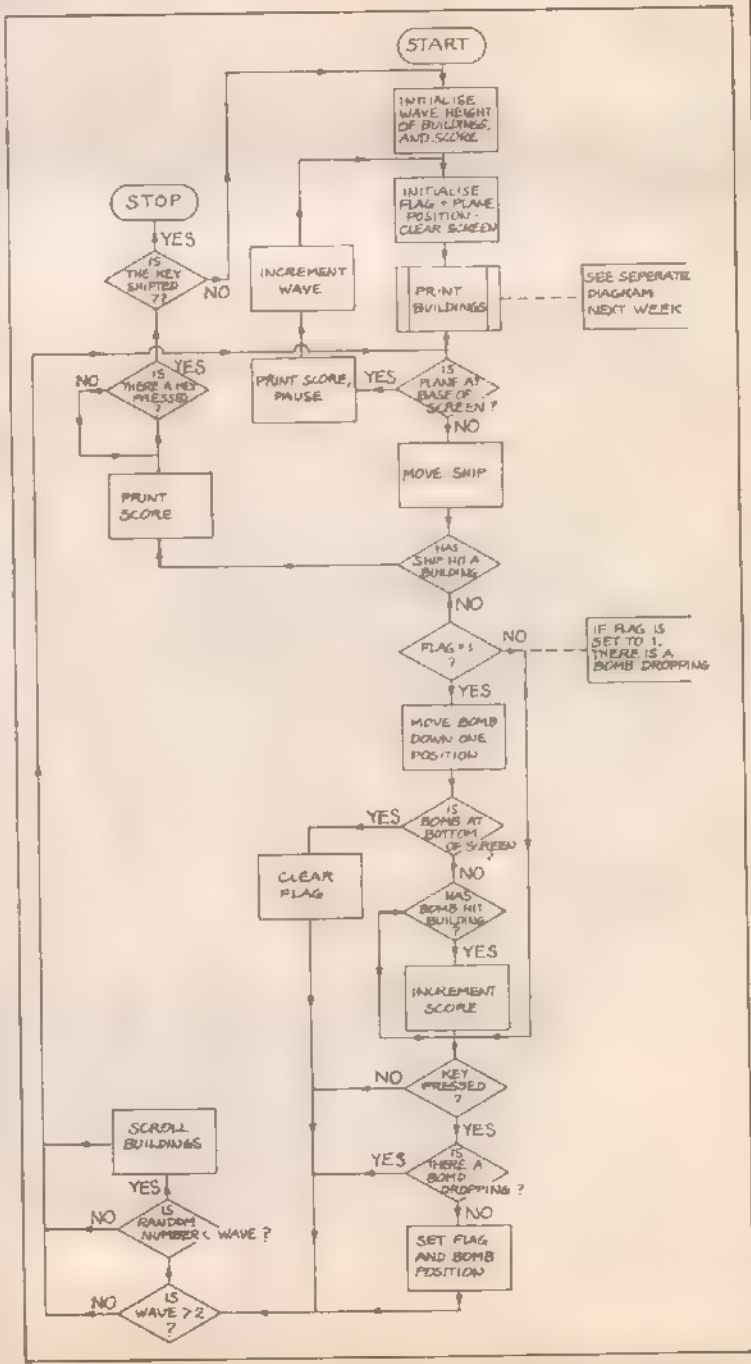 START
INITIALISE
WAVE HEIGHT
OF BUILDINGS,
AND SCORE
INITIALISE
FLAG + PLANE
POSITION -
CLEAR SCREEN
PRINT
BUILDINGS
SEE SEPERATE
DIAGRAM
NEXT WEEK
STOP
YES
IS
THE KEY
SHIFTED
??
NO
INCREMENT
WAVE
IS
PLANE AT
BASE OF
SCREEN ?
YES
NO
PRINT SCORE,
PAUSE
YES
IS
THERE A KEY
PRESSED
?
NO
PRINT
SCORE
MOVE SHIP
HAS
SHIP HIT A
BUILDING
NO
FLAG = 1
?
NO
YES
IF FLAG IS
SET TO 1,
THERE IS A
BOMB DROPPING
MOVE BOMB
DOWN ONE
POSITION
IS
BOMB AT
BOTTOM
OF SCREEN
YES
NO
CLEAR
FLAG
HAS
BOMB HIT
BUILDING
?
YES
INCREMENT
SCORE
KEY
PRESSED
?
NO
YES
IS
THERE A
BOMB
DROPPING ?
YES
NO
SET FLAG
AND BOMB
POSITION
SCROLL
BUILDINGS
YES
IS
RANDOM
NUMBER < WAVE ?
NO
IS
WAVE > 2
?
NO